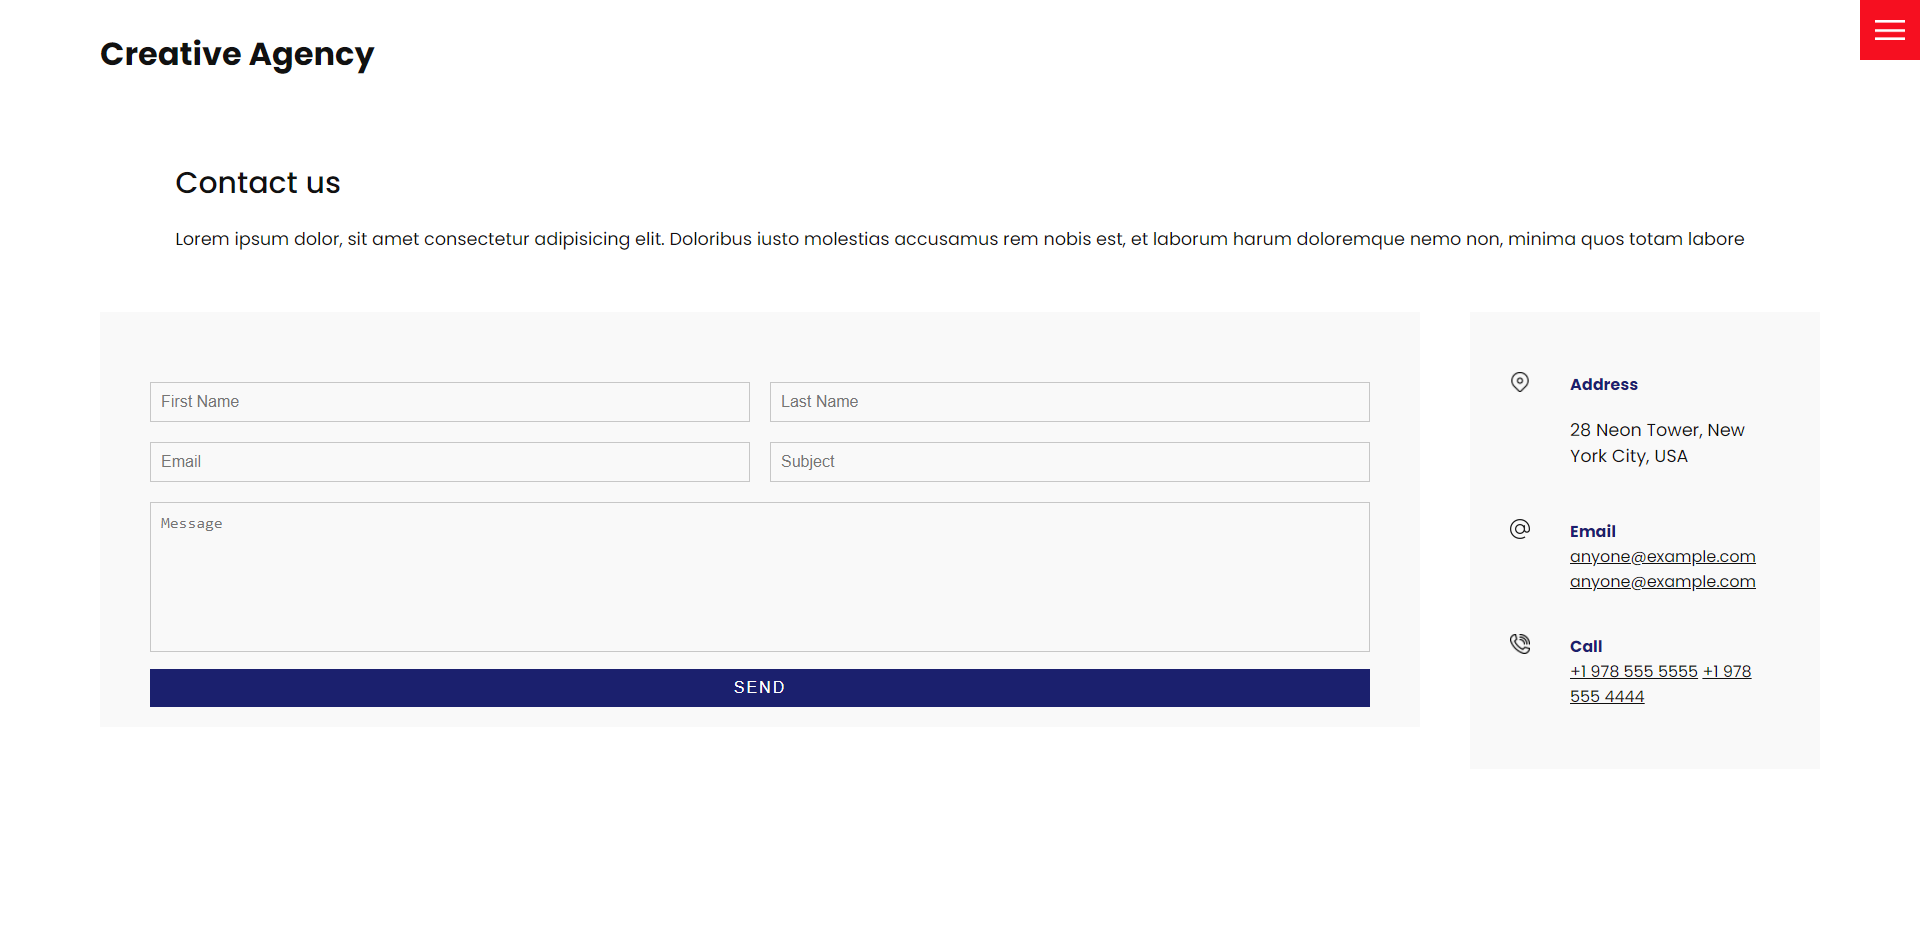 Creative Agency
Contact us
Lorem ipsum dolor, sit amet consectetur adipisicing elit. Doloribus iusto molestias accusamus rem nobis est, et laborum harum doloremque nemo non, minima quos totam labore
First Name
Last Name
Email
Subject
Message
SEND
Address
28 Neon Tower, New
York City, USA
Email
anyone@example.com
anyone@example.com
Call
+1 978 555 5555 +1 978
555 4444